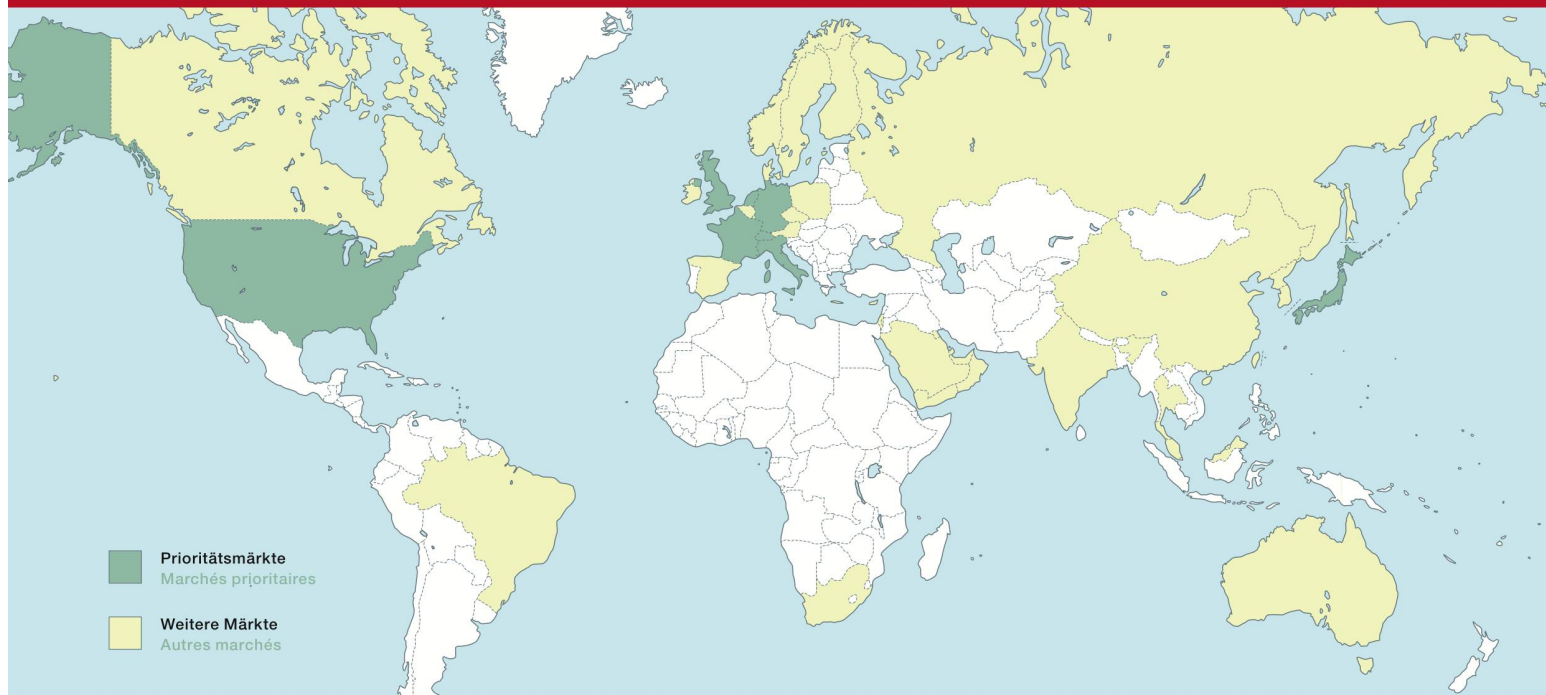 Prioritätsmärkte
Marchés prioritaires
Weitere Märkte
Autres marchés